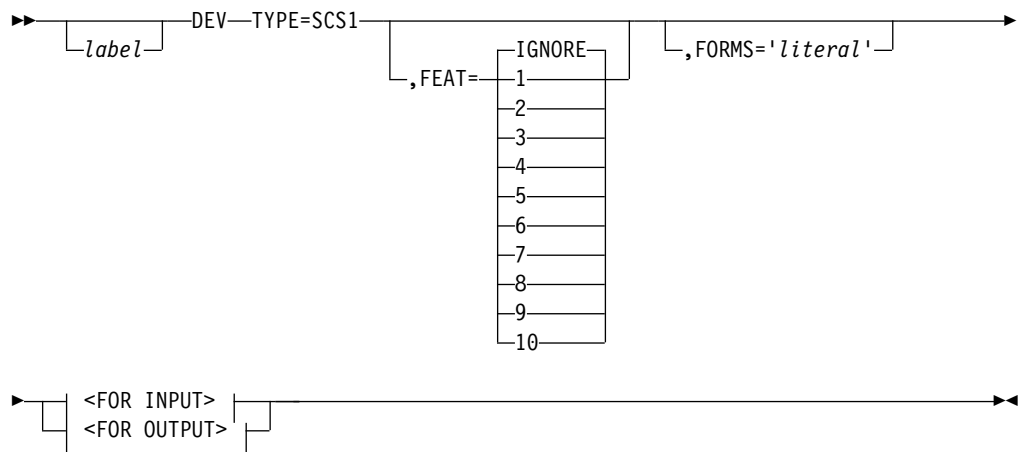 DEV TYPE=SCS1
label
,FEAT=
IGNORE
1
2
3
4
5
6
7
8
9
10
,FORMS='literal'
<FOR INPUT>
<FOR OUTPUT>